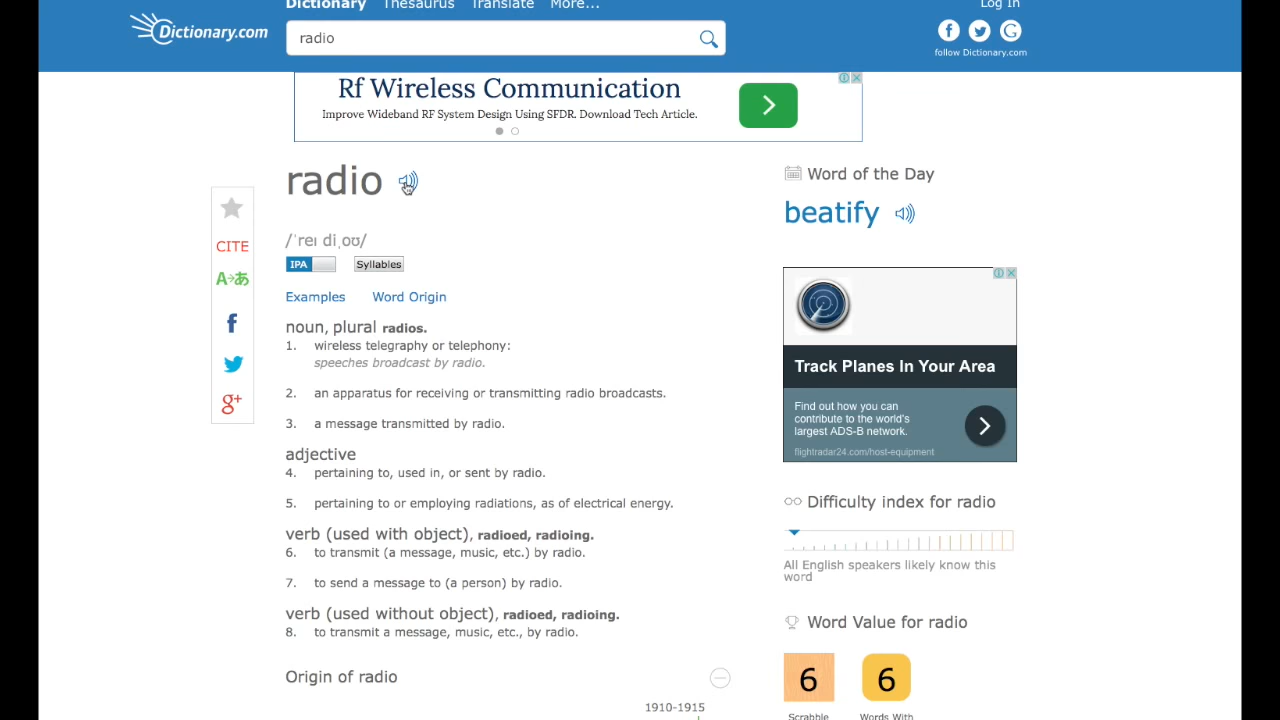 Dictionary Thesaurus Translate More...
Log In
Dictionary.com
radio
follow Dictionary.com
Rf Wireless Communication
Improve Wideband RF System Design Using SFDR. Download Tech Article.
radio
/ˈreɪ diˌoʊ/
IPA Syllables
Examples Word Origin
noun, plural radios.
1. wireless telegraphy or telephony:
speeches broadcast by radio.
2. an apparatus for receiving or transmitting radio broadcasts.
3. a message transmitted by radio.
adjective
4. pertaining to, used in, or sent by radio.
5. pertaining to or employing radiations, as of electrical energy.
verb (used with object), radioed, radioing.
6. to transmit (a message, music, etc.) by radio.
7. to send a message to (a person) by radio.
verb (used without object), radioed, radioing.
8. to transmit a message, music, etc., by radio.
Origin of radio
1910-1915
CITE
A→あ
f
g+
Word of the Day
beatify
Track Planes In Your Area
Find out how you can
contribute to the world's
largest ADS-B network.
flightradar24.com/host-equipment
Difficulty index for radio
All English speakers likely know this
word
Word Value for radio
6 6
Scrabble Words With